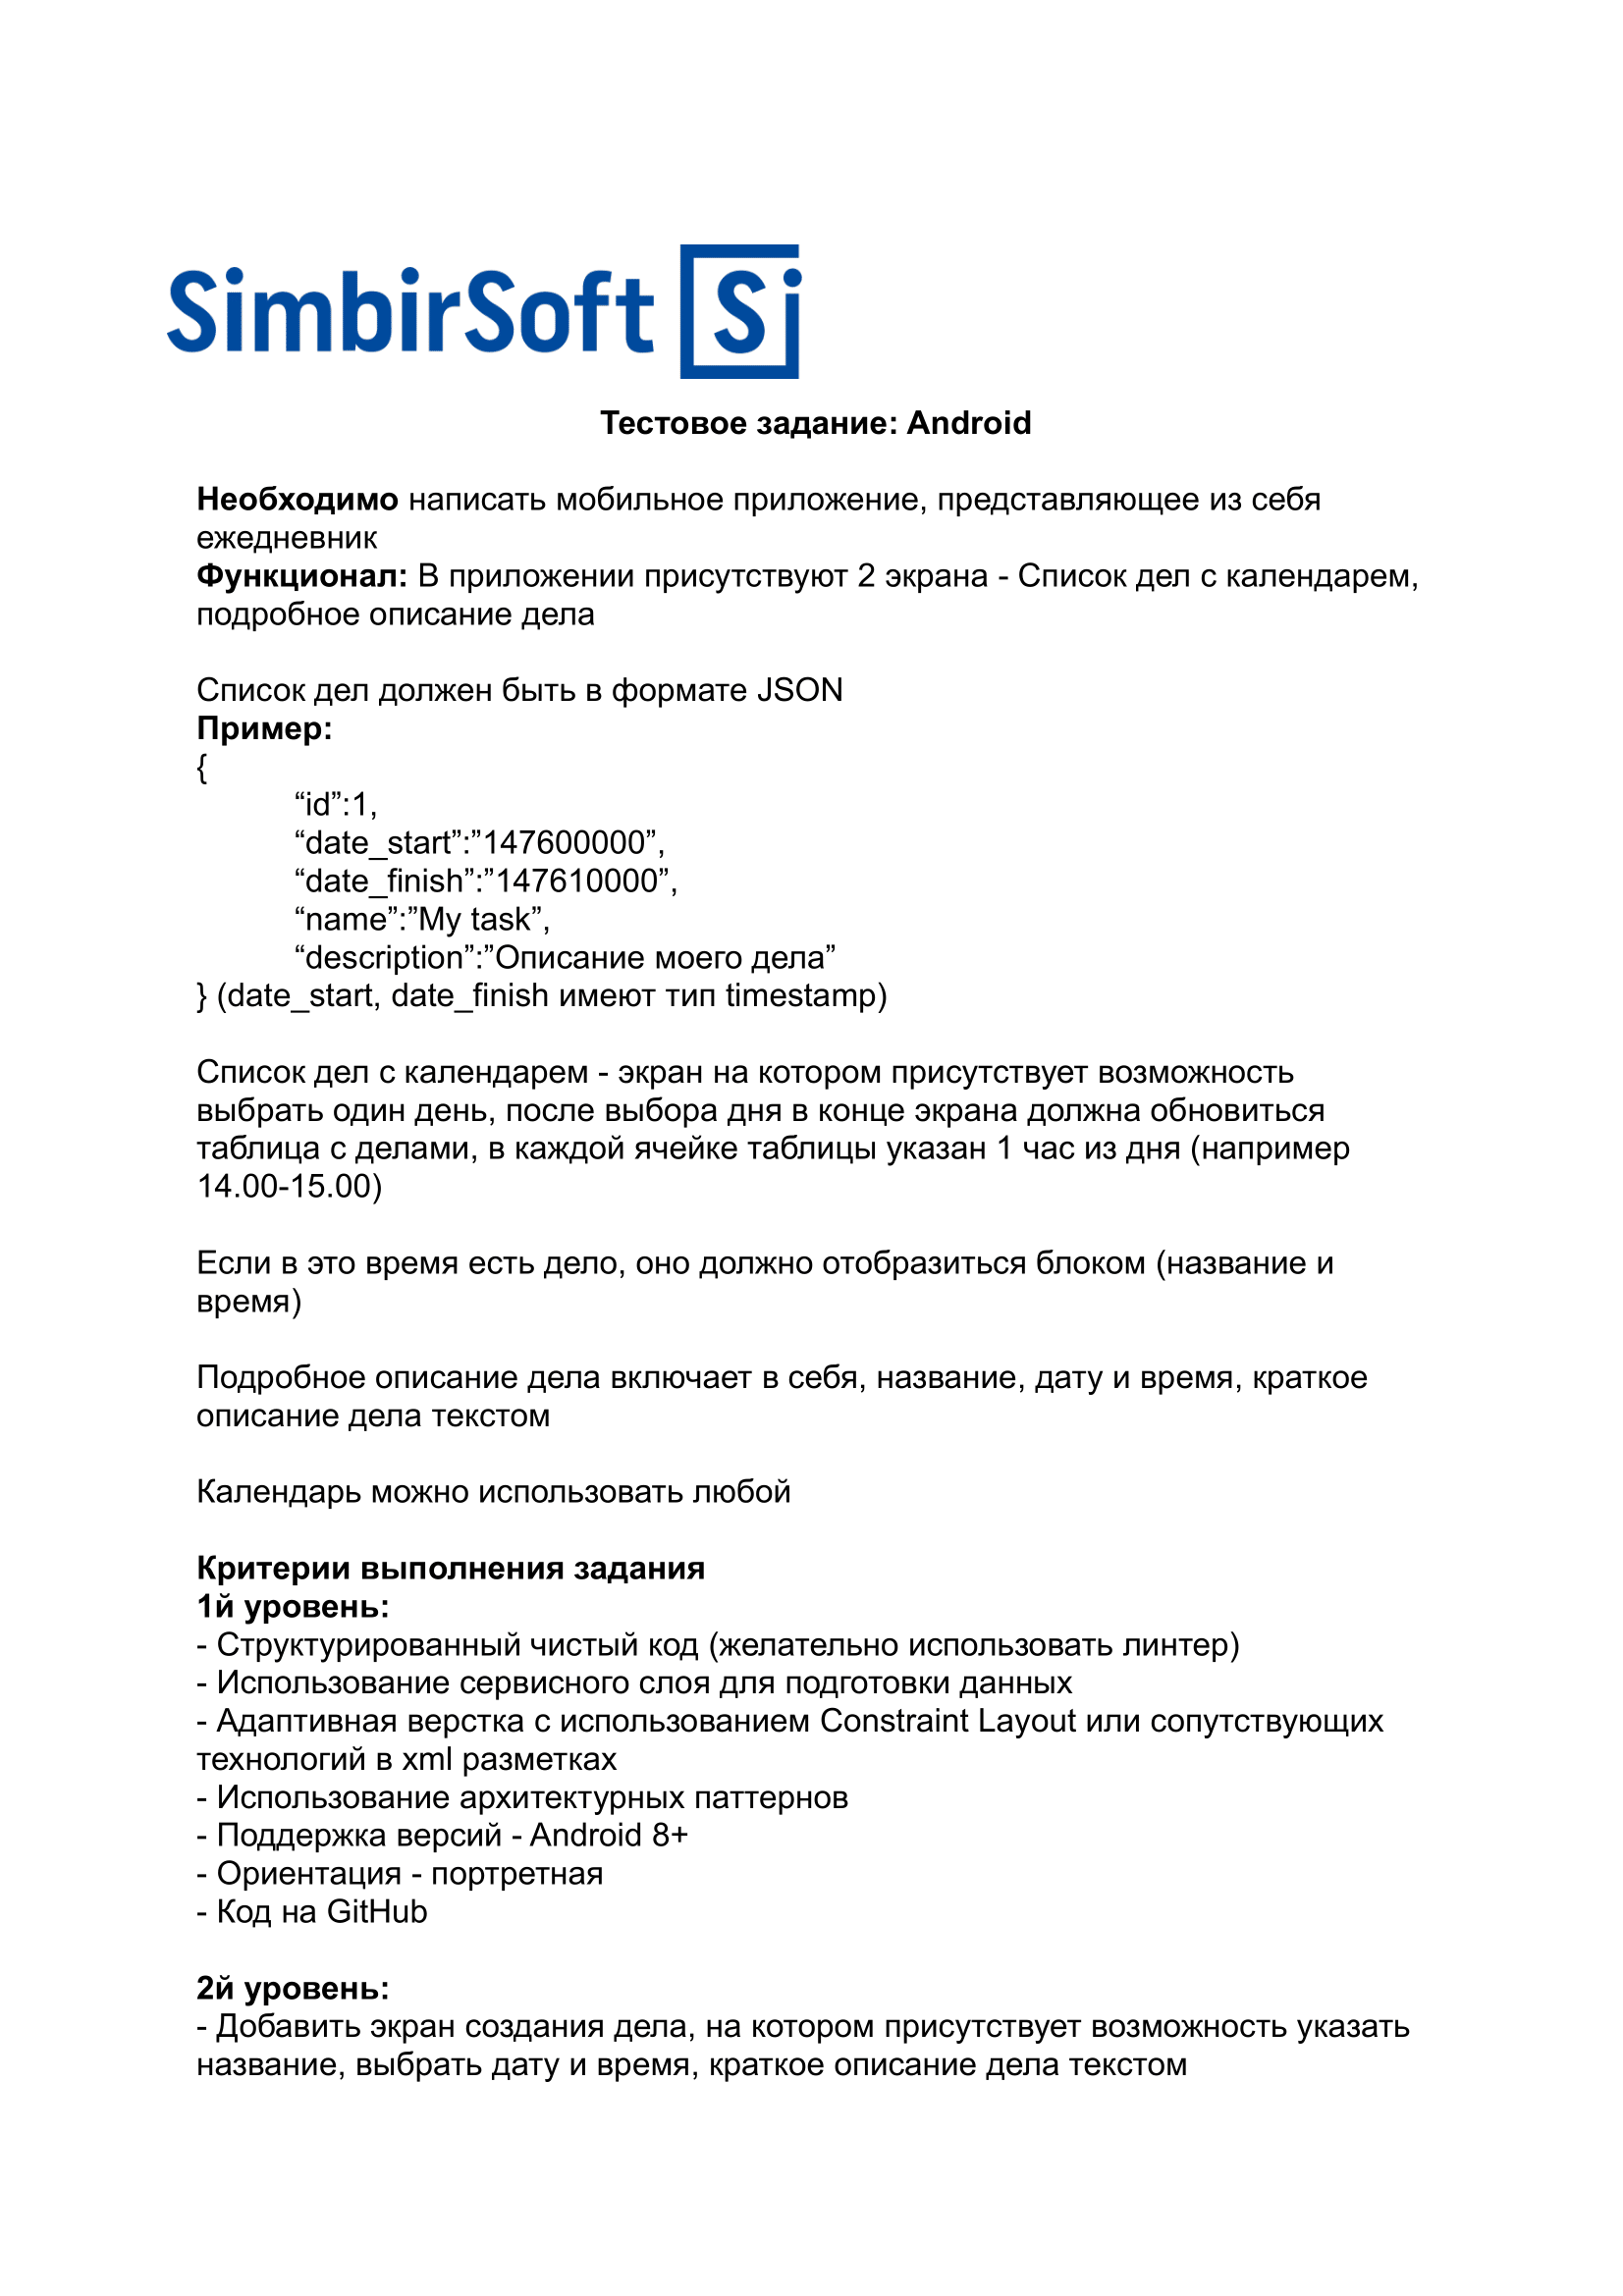 SimbirSoft Si
Тестовое задание: Android
Необходимо написать мобильное приложение, представляющее из себя
ежедневник
Функционал: В приложении присутствуют 2 экрана - Список дел с календарем,
подробное описание дела
Список дел должен быть в формате JSON
Пример:
{
“id”:1,
“date_start”:”147600000”,
“date_finish”:”147610000”,
“name”:”My task”,
“description”:”Описание моего дела”
} (date_start, date_finish имеют тип timestamp)
Список дел с календарем - экран на котором присутствует возможность
выбрать один день, после выбора дня в конце экрана должна обновиться
таблица с делами, в каждой ячейке таблицы указан 1 час из дня (например
14.00-15.00)
Если в это время есть дело, оно должно отобразиться блоком (название и
время)
Подробное описание дела включает в себя, название, дату и время, краткое
описание дела текстом
Календарь можно использовать любой
Критерии выполнения задания
1й уровень:
- Структурированный чистый код (желательно использовать линтер)
- Использование сервисного слоя для подготовки данных
- Адаптивная верстка с использованием Constraint Layout или сопутствующих
технологий в xml разметках
- Использование архитектурных паттернов
- Поддержка версий - Android 8+
- Ориентация - портретная
- Код на GitHub
2й уровень:
- Добавить экран создания дела, на котором присутствует возможность указать
название, выбрать дату и время, краткое описание дела текстом